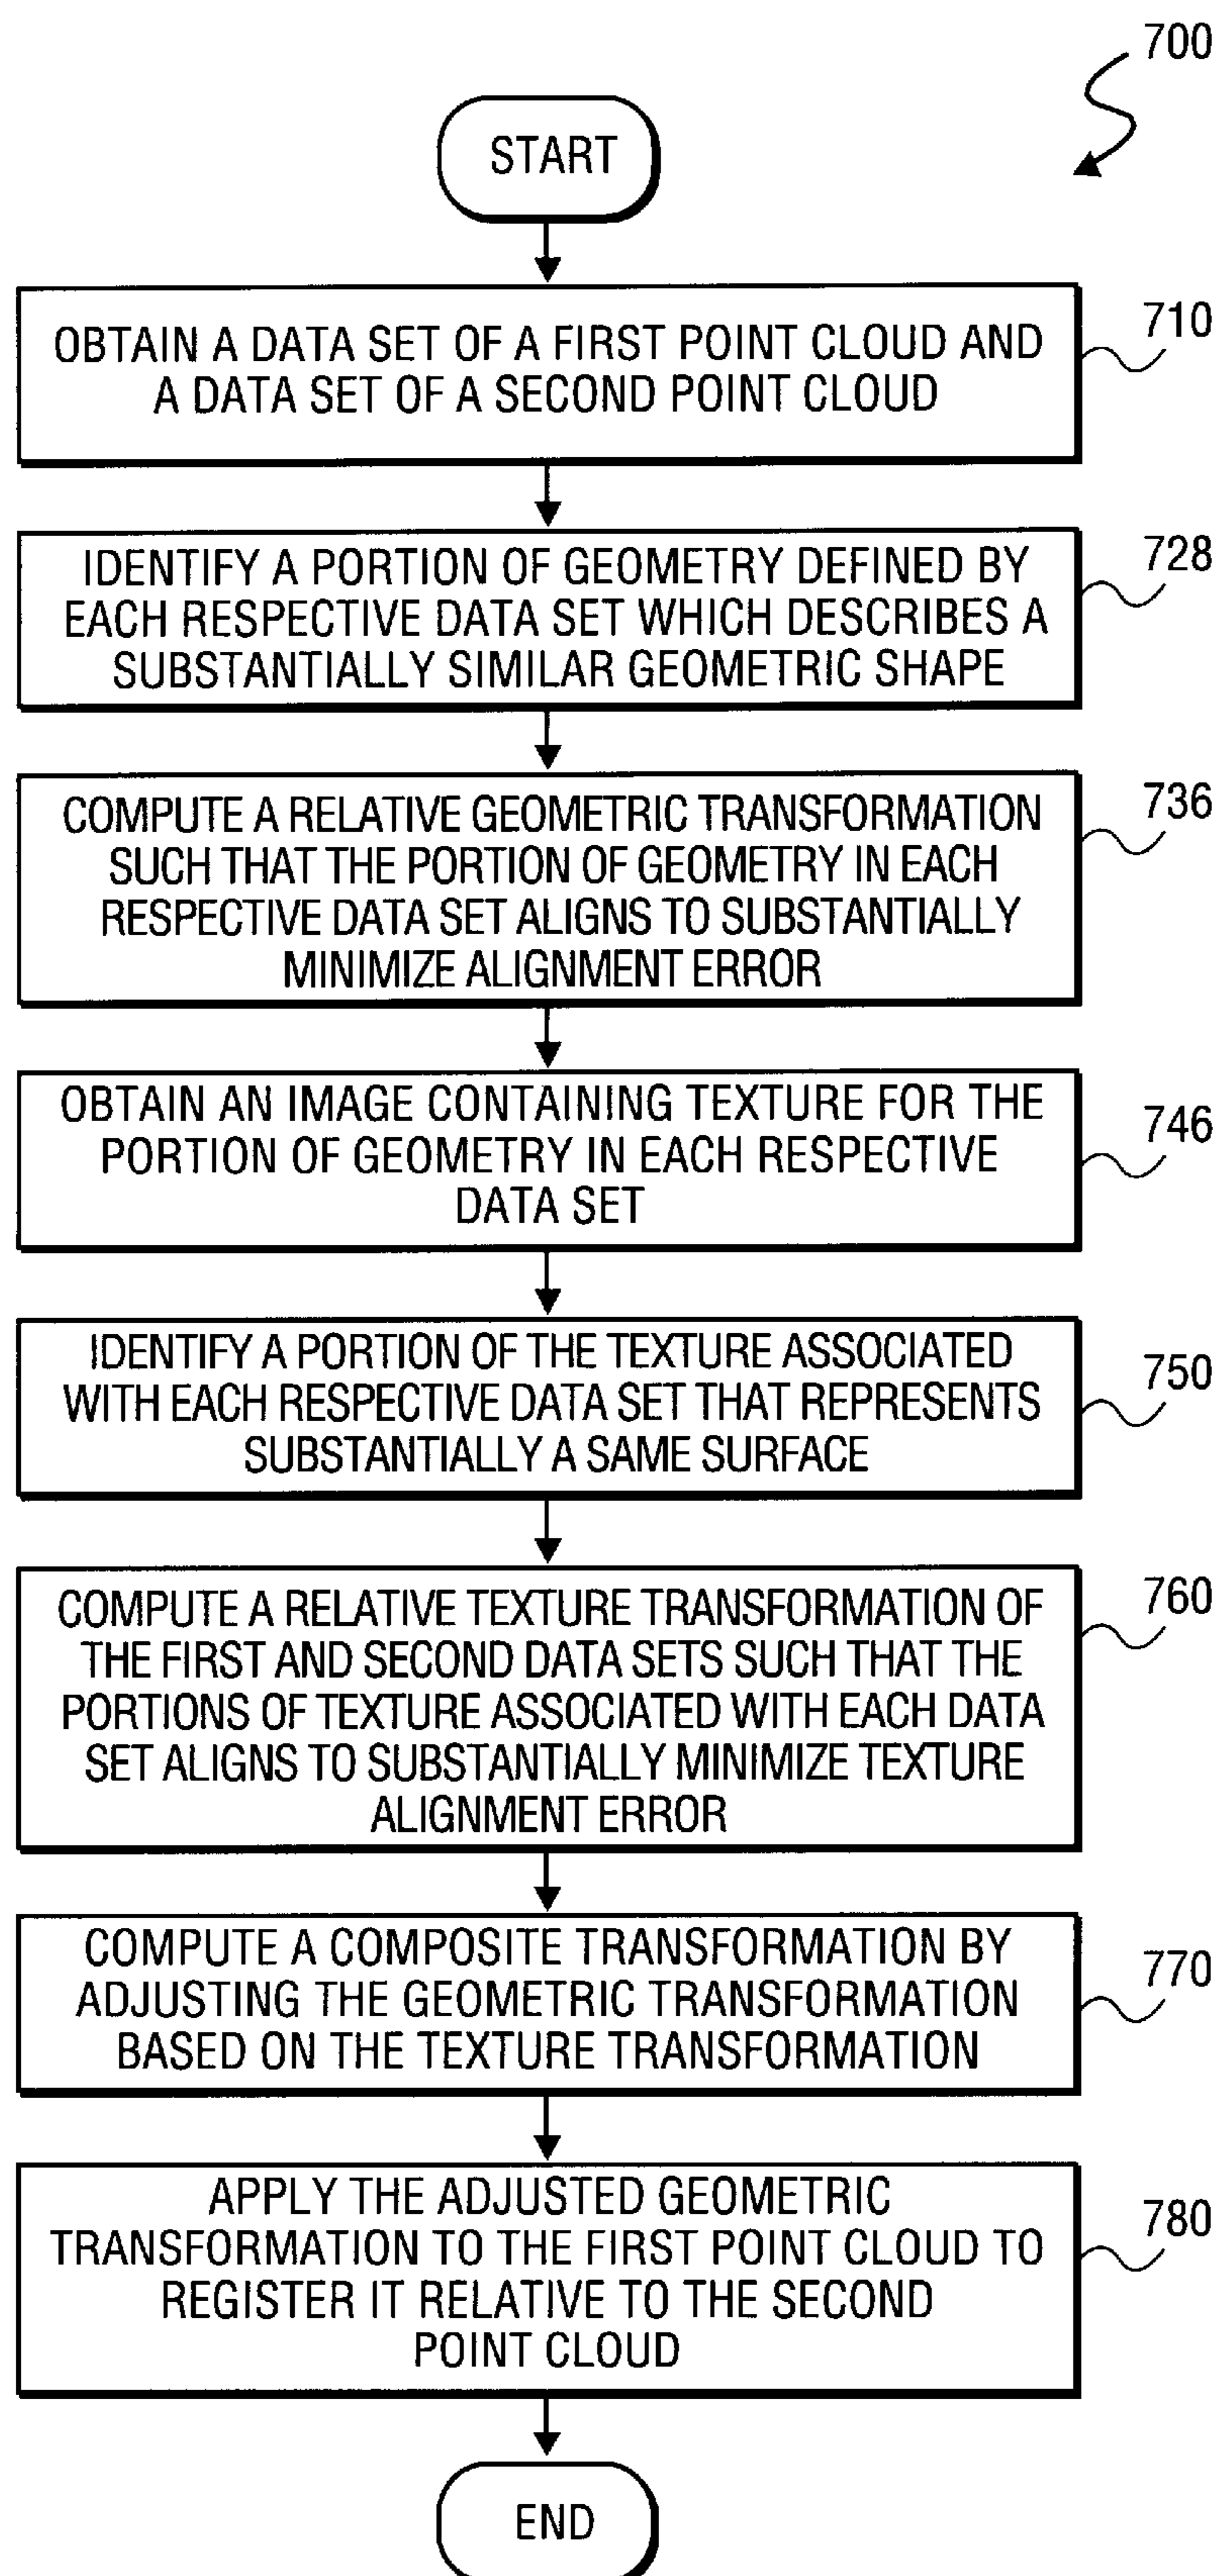 700
START
OBTAIN A DATA SET OF A FIRST POINT CLOUD AND
A DATA SET OF A SECOND POINT CLOUD
710
IDENTIFY A PORTION OF GEOMETRY DEFINED BY
EACH RESPECTIVE DATA SET WHICH DESCRIBES A
SUBSTANTIALLY SIMILAR GEOMETRIC SHAPE
728
COMPUTE A RELATIVE GEOMETRIC TRANSFORMATION
SUCH THAT THE PORTION OF GEOMETRY IN EACH
RESPECTIVE DATA SET ALIGNS TO SUBSTANTIALLY
MINIMIZE ALIGNMENT ERROR
736
OBTAIN AN IMAGE CONTAINING TEXTURE FOR THE
PORTION OF GEOMETRY IN EACH RESPECTIVE
DATA SET
746
IDENTIFY A PORTION OF THE TEXTURE ASSOCIATED
WITH EACH RESPECTIVE DATA SET THAT REPRESENTS
SUBSTANTIALLY A SAME SURFACE
750
COMPUTE A RELATIVE TEXTURE TRANSFORMATION OF
THE FIRST AND SECOND DATA SETS SUCH THAT THE
PORTIONS OF TEXTURE ASSOCIATED WITH EACH DATA
SET ALIGNS TO SUBSTANTIALLY MINIMIZE TEXTURE
ALIGNMENT ERROR
760
COMPUTE A COMPOSITE TRANSFORMATION BY
ADJUSTING THE GEOMETRIC TRANSFORMATION
BASED ON THE TEXTURE TRANSFORMATION
770
APPLY THE ADJUSTED GEOMETRIC
TRANSFORMATION TO THE FIRST POINT CLOUD TO
REGISTER IT RELATIVE TO THE SECOND
POINT CLOUD
780
END